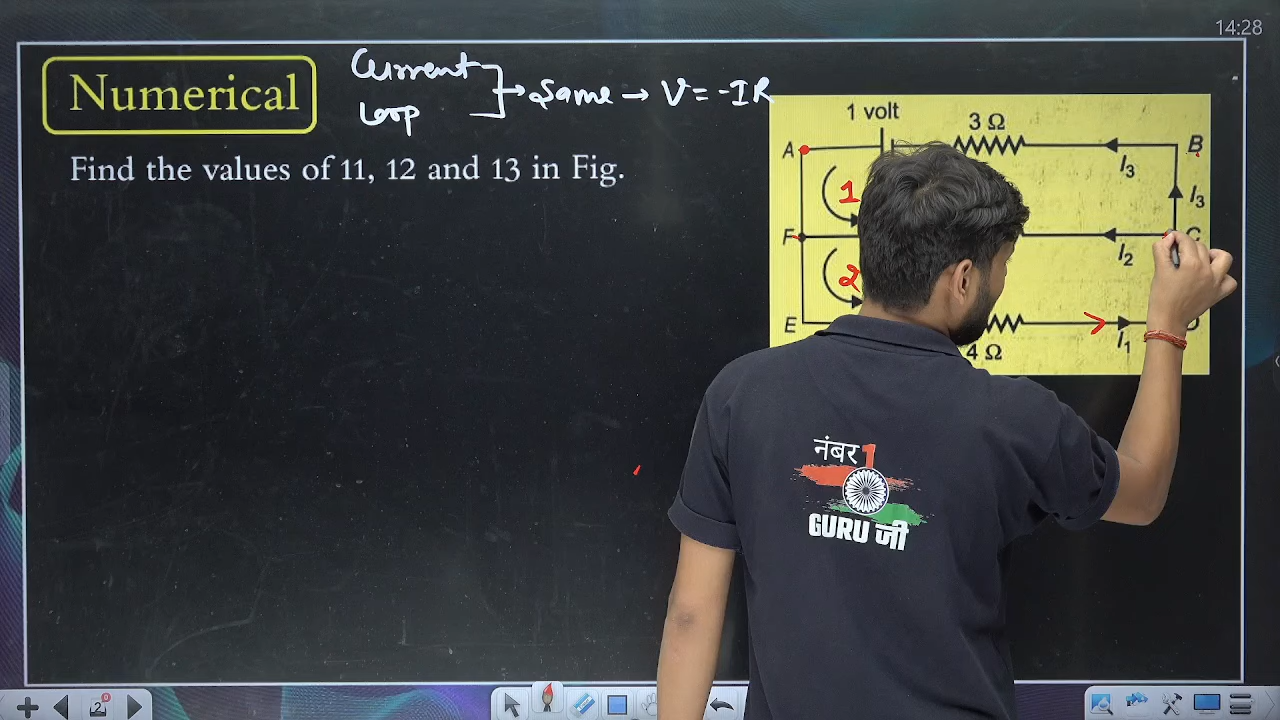 14:28
Numerical
Current
Loop
Same → V = -IR
Find the values of 11, 12 and 13 in Fig.
1 volt
3 Ω
A
B
I3
I3
1
F
C
I2
2
E
D
I1
4 Ω
नंबर 1
GURU जी
2